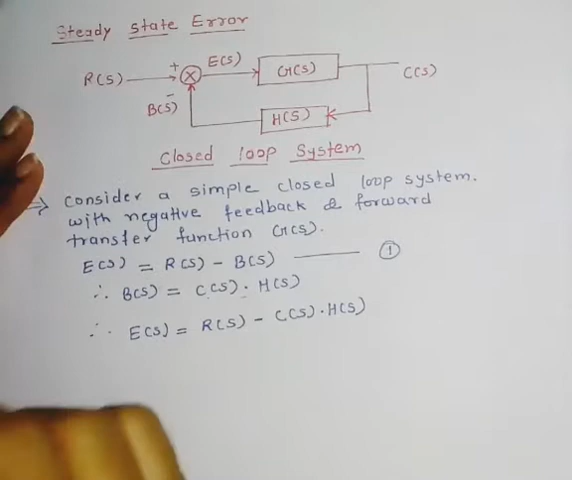 Steady state Error
R(S) + E(S) G(S) C(S)
B(S) - H(S)
Closed loop System
⇒ Consider a simple closed loop system.
with negative feedback & forward
transfer function G(S).
E(S) = R(S) - B(S) ——— ①
∴ B(S) = C(S) . H(S)
∴ E(S) = R(S) - C(S) . H(S)